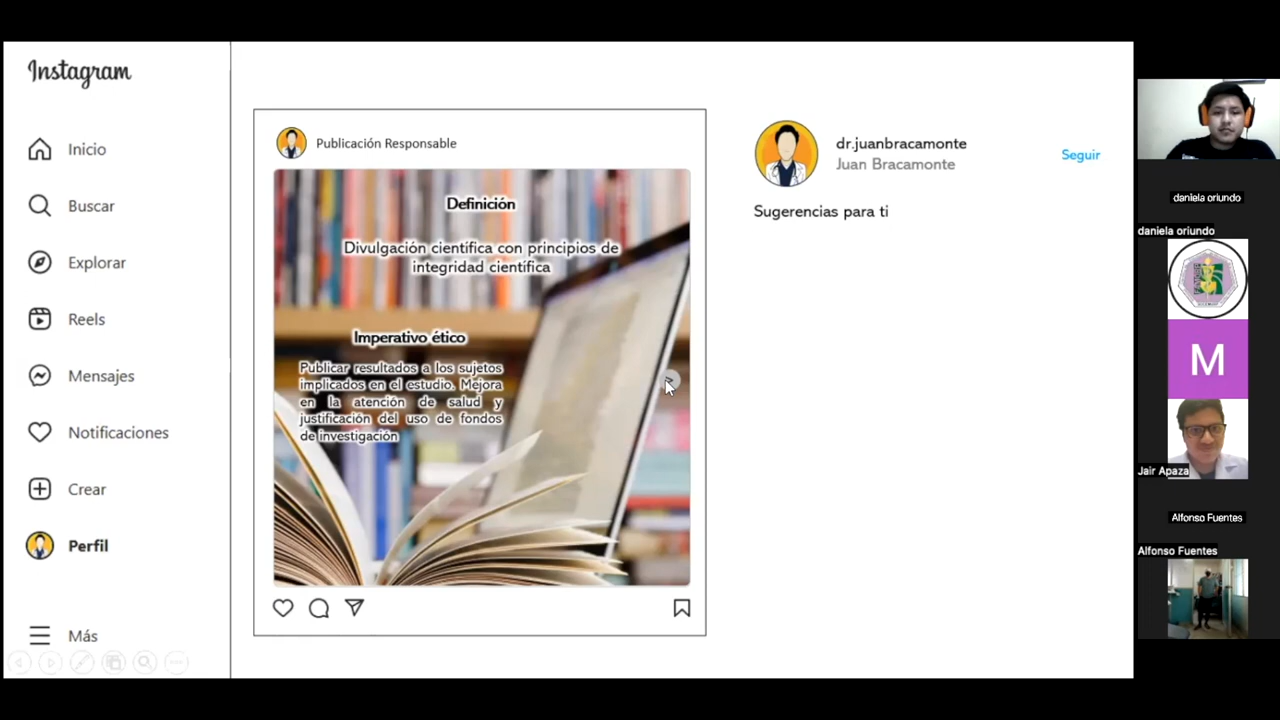 Instagram
Inicio
Buscar
Explorar
Reels
Mensajes
Notificaciones
Crear
Perfil
Más
Publicación Responsable
Definición
Divulgación científica con principios de
integridad científica
Imperativo ético
Publicar resultados a los sujetos
implicados en el estudio. Mejora
en la atención de salud y
justificación del uso de fondos
de investigación
dr.juanbracamonte
Juan Bracamonte
Seguir
Sugerencias para ti
daniela oriundo
daniela oriundo
M
Jair Apaza
Alfonso Fuentes
Alfonso Fuentes